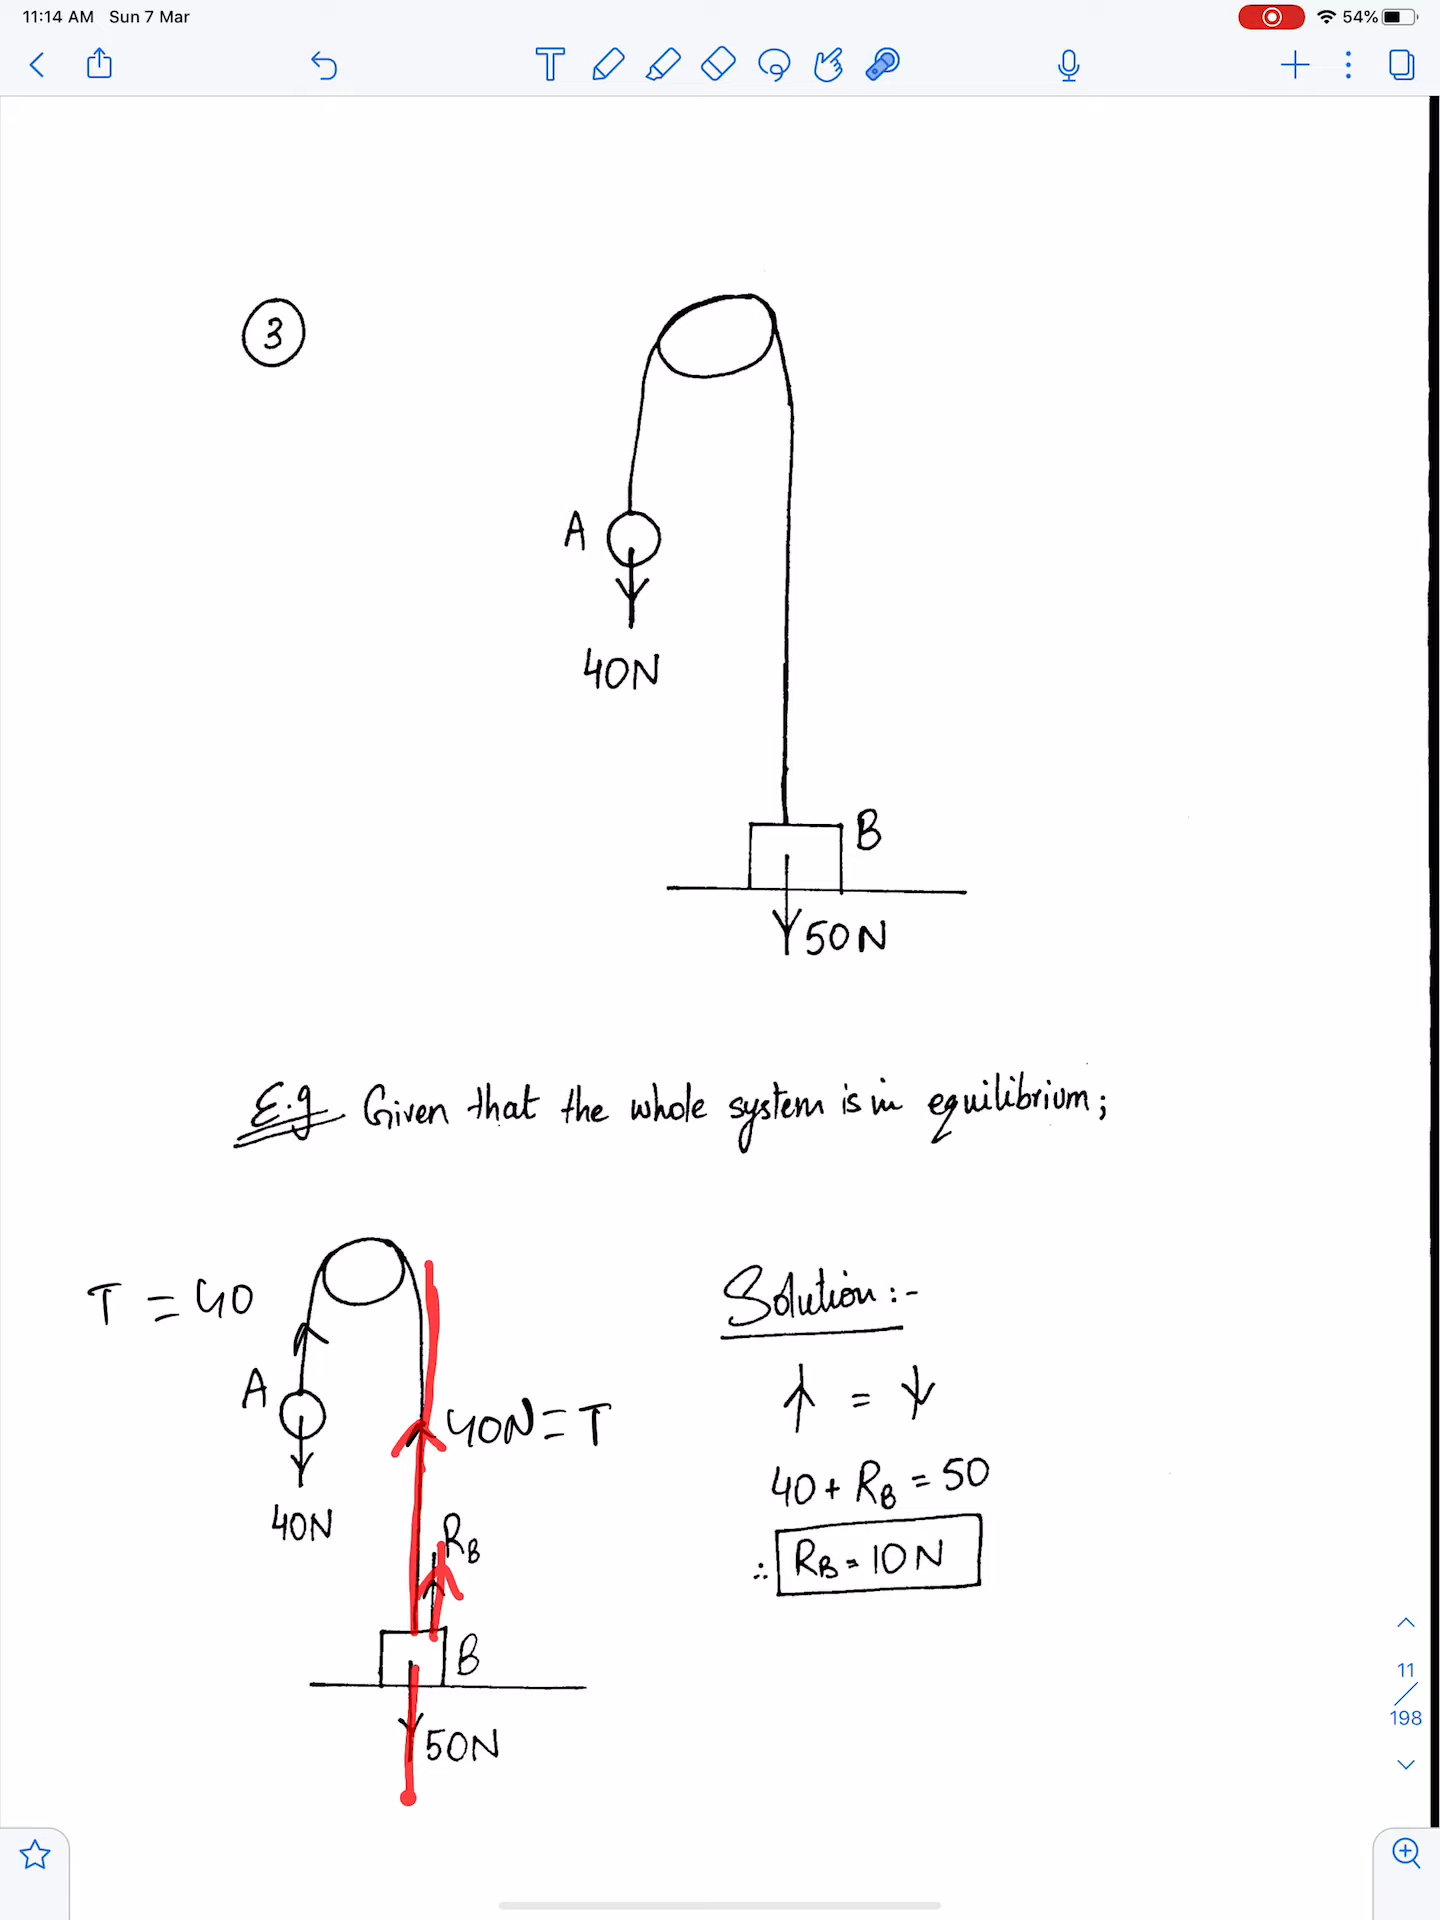 11:14 AM Sun 7 Mar
54%
3
A
40N
B
50N
E.g Given that the whole system is in equilibrium;
T = 40
A
40N = T
40N
RB
B
50N
Solution :-
↑ = ↓
40 + RB = 50
∴ RB = 10N
11
/
198